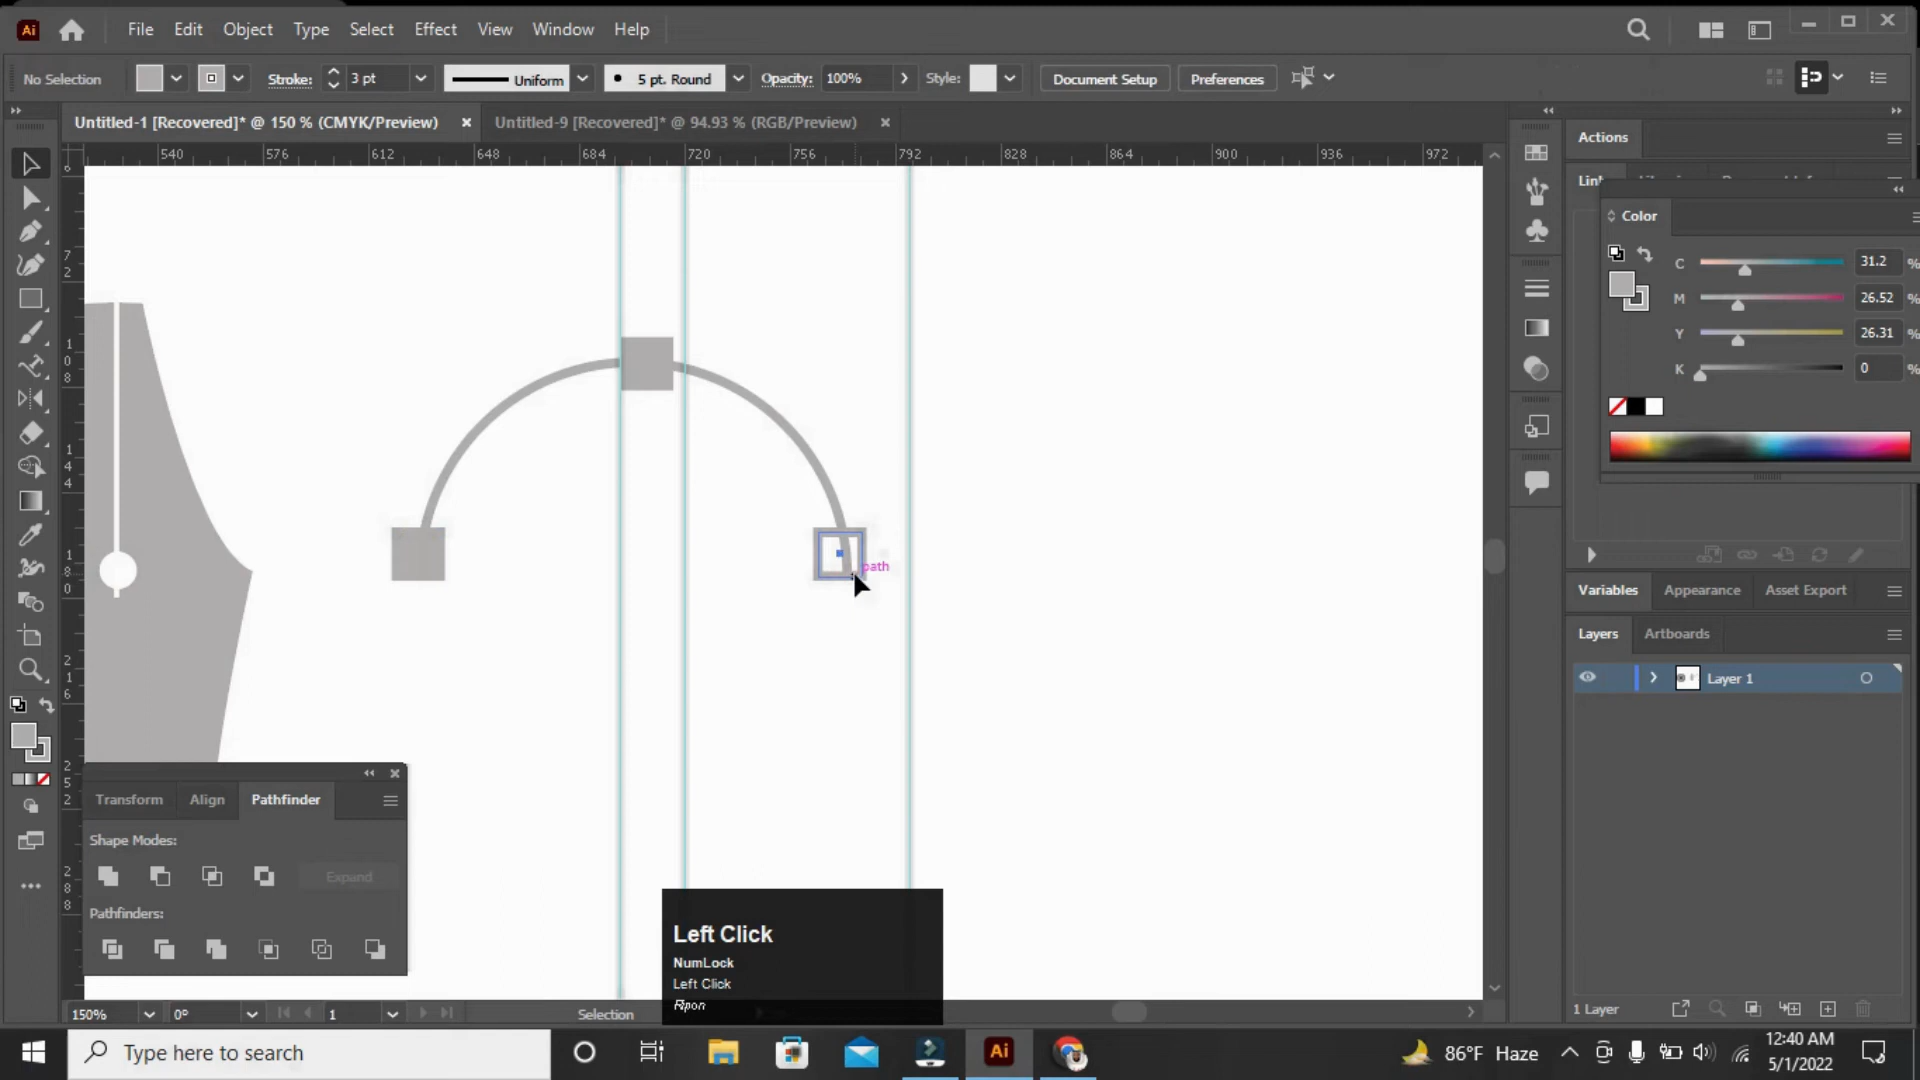 Ai File Edit Object Type Select Effect View Window Help
No Selection Stroke: 3 pt Uniform 5 pt. Round Opacity: 100% Style: Document Setup Preferences
Untitled-1 [Recovered]* @ 150 % (CMYK/Preview) × Untitled-9 [Recovered]* @ 94.93 % (RGB/Preview) ×
540 576 612 648 684 720 756 792 828 864 900 936 972
Actions
Color
C 31.2 %
M 26.52 %
Y 26.31 %
K 0 %
path
Variables Appearance Asset Export
Layers Artboards
Layer 1
Transform Align Pathfinder
Shape Modes:
Expand
Pathfinders:
Left Click
NumLock
Left Click
Ripon
150% 0° 1 Selection
1 Layer
Type here to search
Ai
86°F Haze
12:40 AM
5/1/2022